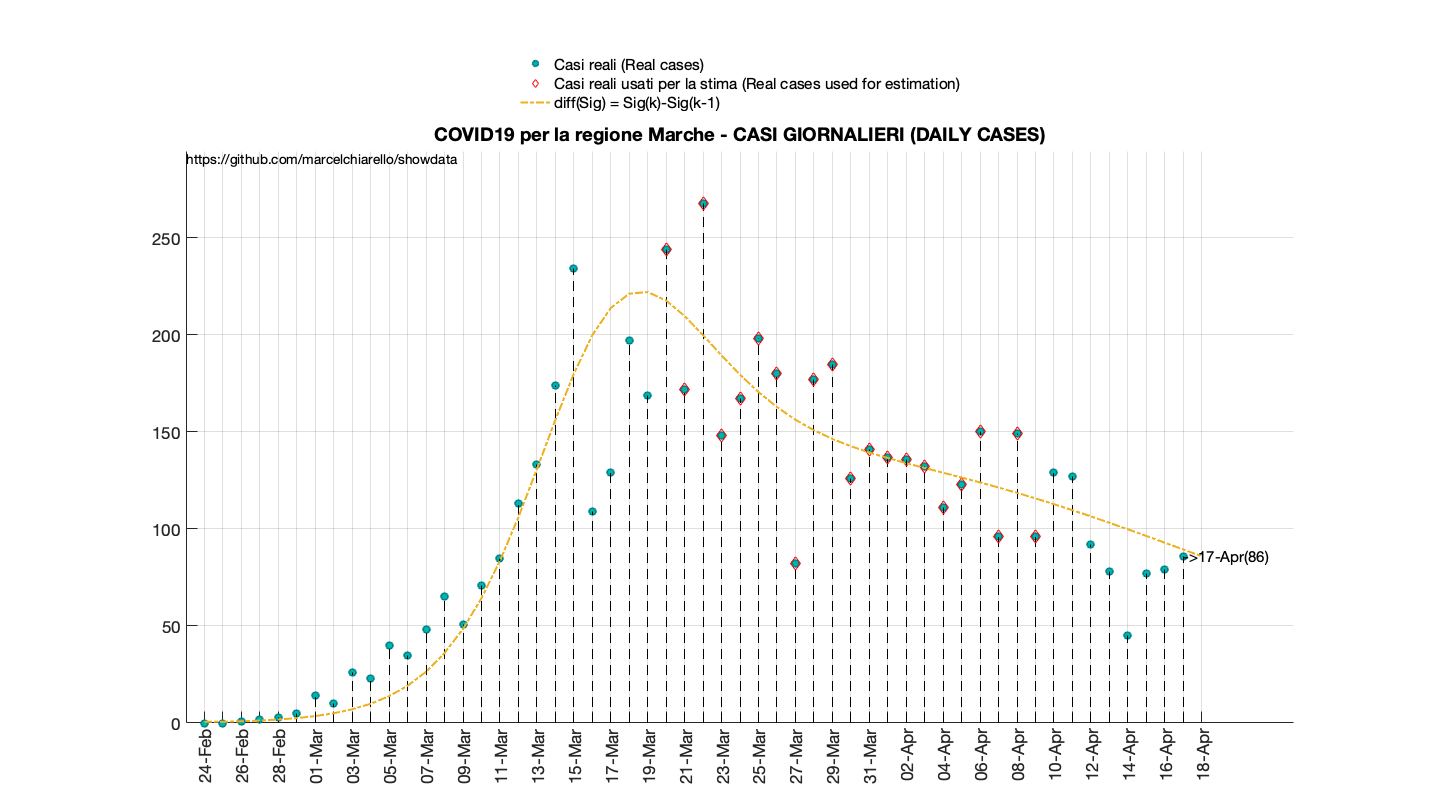 Casi reali (Real cases)
Casi reali usati per la stima (Real cases used for estimation)
diff(Sig) = Sig(k)-Sig(k-1)
COVID19 per la regione Marche - CASI GIORNALIERI (DAILY CASES)
https://github.com/marcelchiarello/showdata
250
200
150
100
50
0
->17-Apr(86)
24-Feb
26-Feb
28-Feb
01-Mar
03-Mar
05-Mar
07-Mar
09-Mar
11-Mar
13-Mar
15-Mar
17-Mar
19-Mar
21-Mar
23-Mar
25-Mar
27-Mar
29-Mar
31-Mar
02-Apr
04-Apr
06-Apr
08-Apr
10-Apr
12-Apr
14-Apr
16-Apr
18-Apr